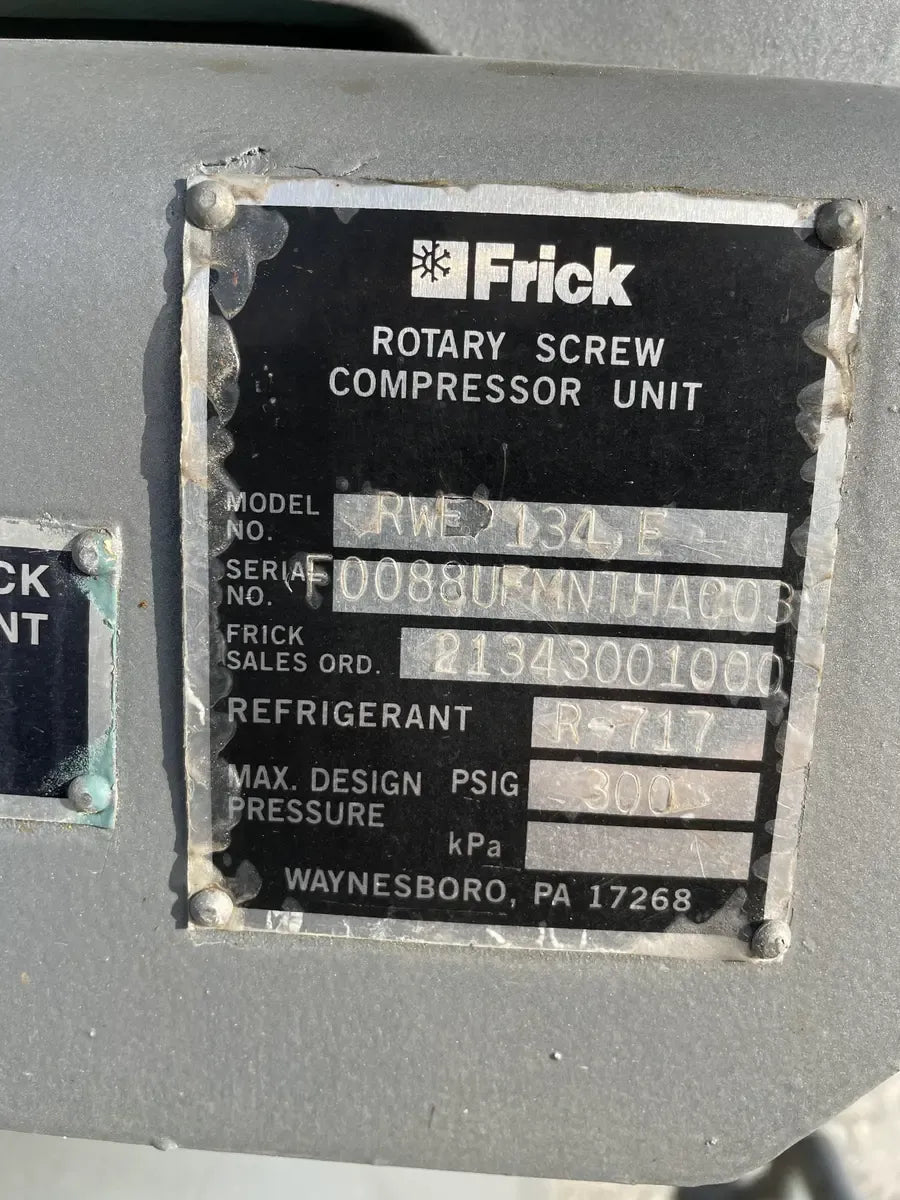 Frick
ROTARY SCREW
COMPRESSOR UNIT
MODEL NO. RWE 134 E
SERIAL NO. F0088UFMNTHAC03
FRICK SALES ORD. 21343001000
REFRIGERANT R-717
MAX. DESIGN PRESSURE PSIG 300
kPa
WAYNESBORO, PA 17268
CK
NT